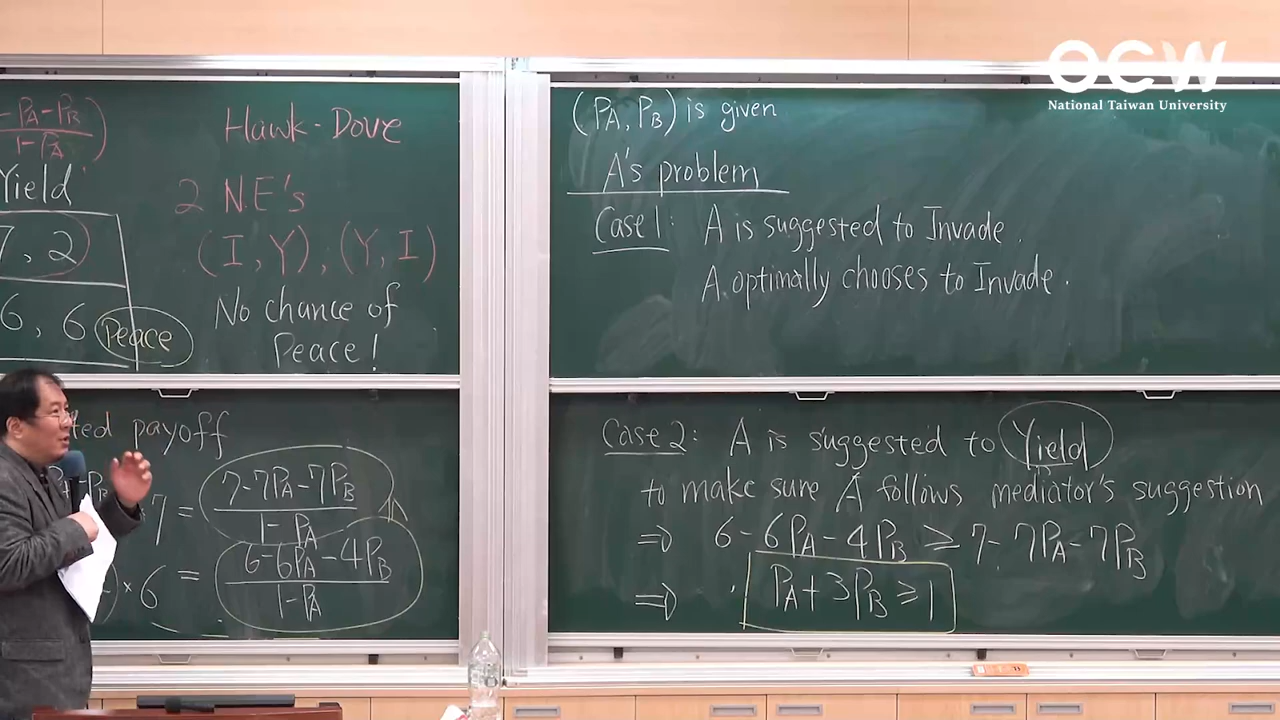 OCW
National Taiwan University
-PA-PB)
1-PA
Yield
7, 2
6, 6 Peace
Hawk-Dove
2 N.E's
(I, Y), (Y, I)
No chance of
Peace!
ted payoff
7 = 7-7PA-7PB
1-PA
× 6 = 6-6PA-4PB
1-PA
(PA, PB) is given
A's problem
Case 1: A is suggested to Invade.
A optimally chooses to Invade.
Case 2: A is suggested to Yield
to make sure A follows mediator's suggestion
⇒ 6-6PA-4PB ≥ 7-7PA-7PB
⇒ PA+3PB ≥ 1